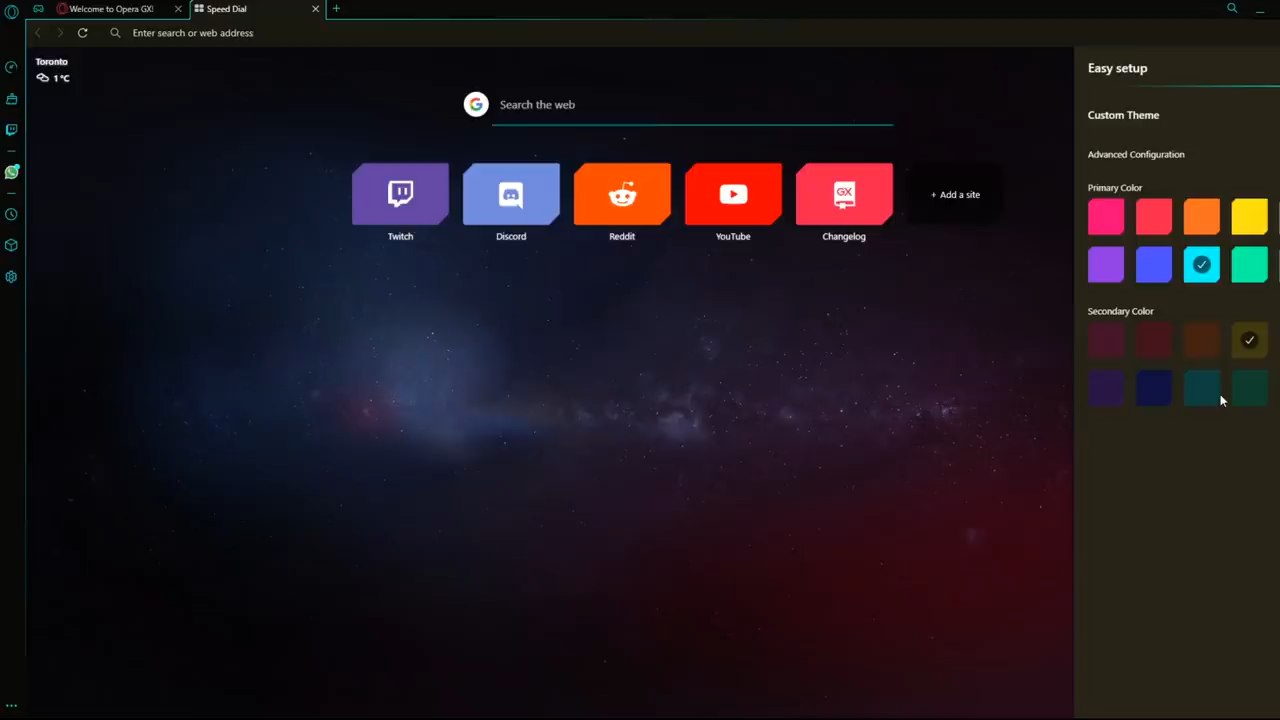 Welcome to Opera GX!
Speed Dial
Enter search or web address
Toronto
1°C
Search the web
Twitch
Discord
Reddit
YouTube
GX
Changelog
+ Add a site
Easy setup
Custom Theme
Advanced Configuration
Primary Color
Secondary Color